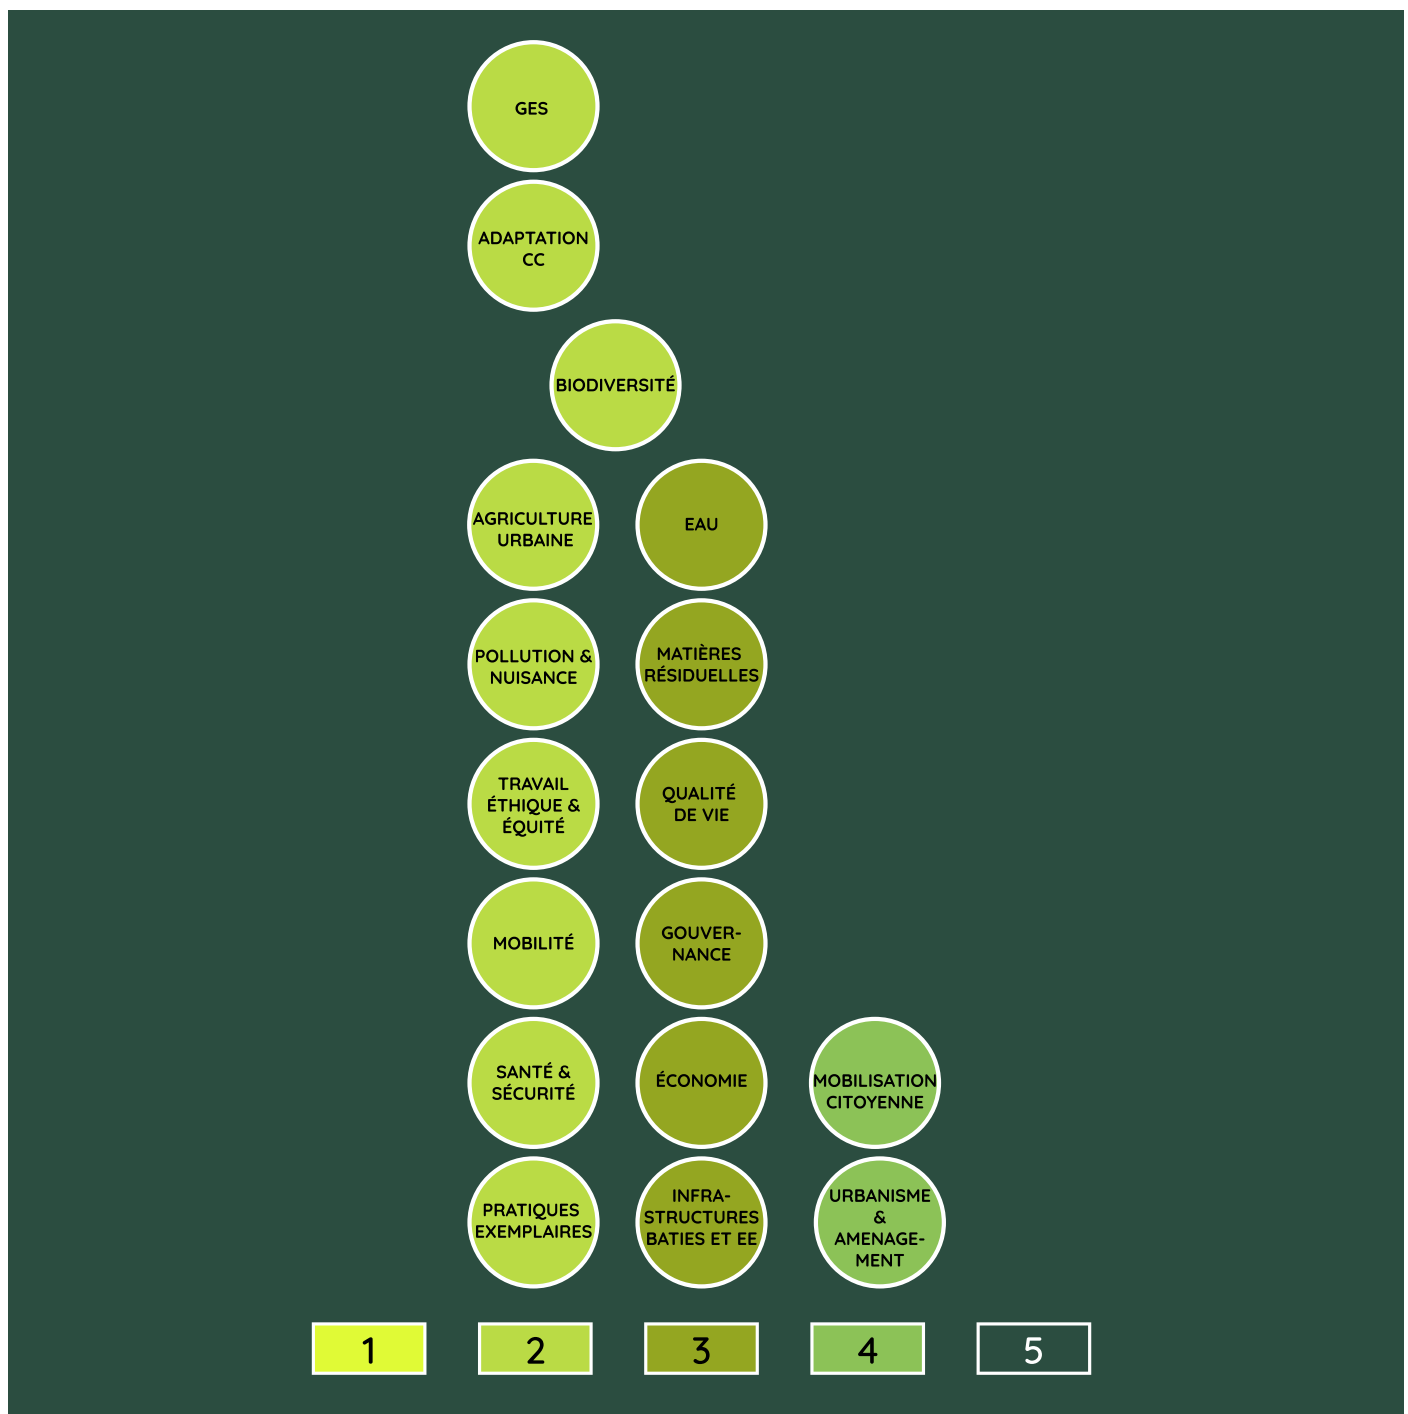 GES
ADAPTATION
CC
BIODIVERSITÉ
AGRICULTURE
URBAINE
EAU
POLLUTION &
NUISANCE
MATIÈRES
RÉSIDUELLES
TRAVAIL
ÉTHIQUE &
ÉQUITÉ
QUALITÉ
DE VIE
MOBILITÉ
GOUVER-
NANCE
SANTÉ &
SÉCURITÉ
ÉCONOMIE
MOBILISATION
CITOYENNE
PRATIQUES
EXEMPLAIRES
INFRA-
STRUCTURES
BATIES ET EE
URBANISME
&
AMENAGE-
MENT
1 2 3 4 5